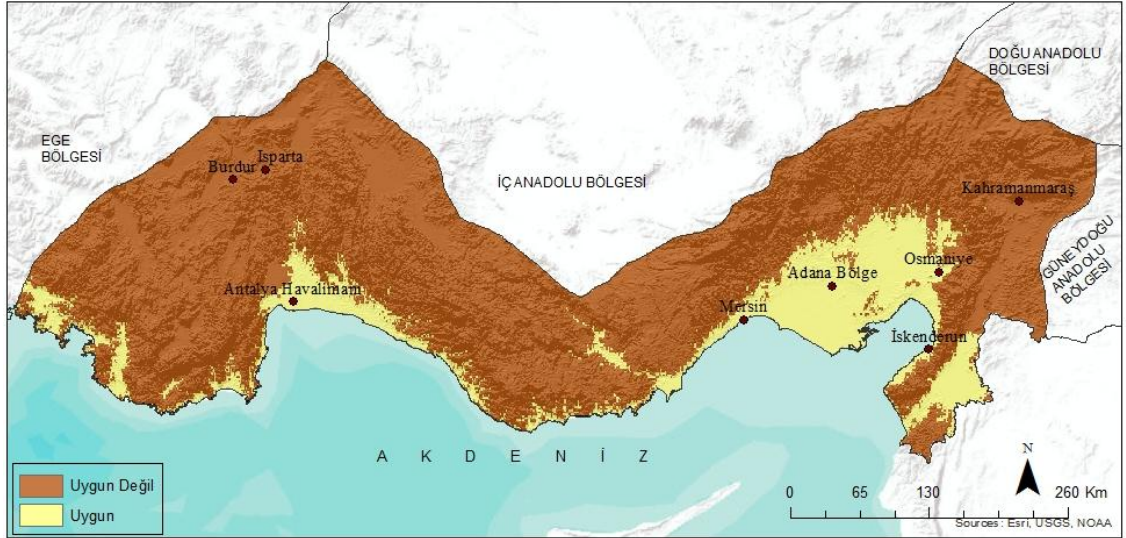 DOĞU ANADOLU
BÖLGESİ
EGE
BÖLGESİ
Burdur
Isparta
İÇ ANADOLU BÖLGESİ
Kahramanmaraş
GÜNEYDOĞU
ANADOLU
BÖLGESİ
Antalya Havalimanı
Adana Bölge
Osmaniye
Mersin
İskenderun
A K D E N İ Z
N
Uygun Değil
Uygun
0 65 130 260 Km
Sources: Esri, USGS, NOAA